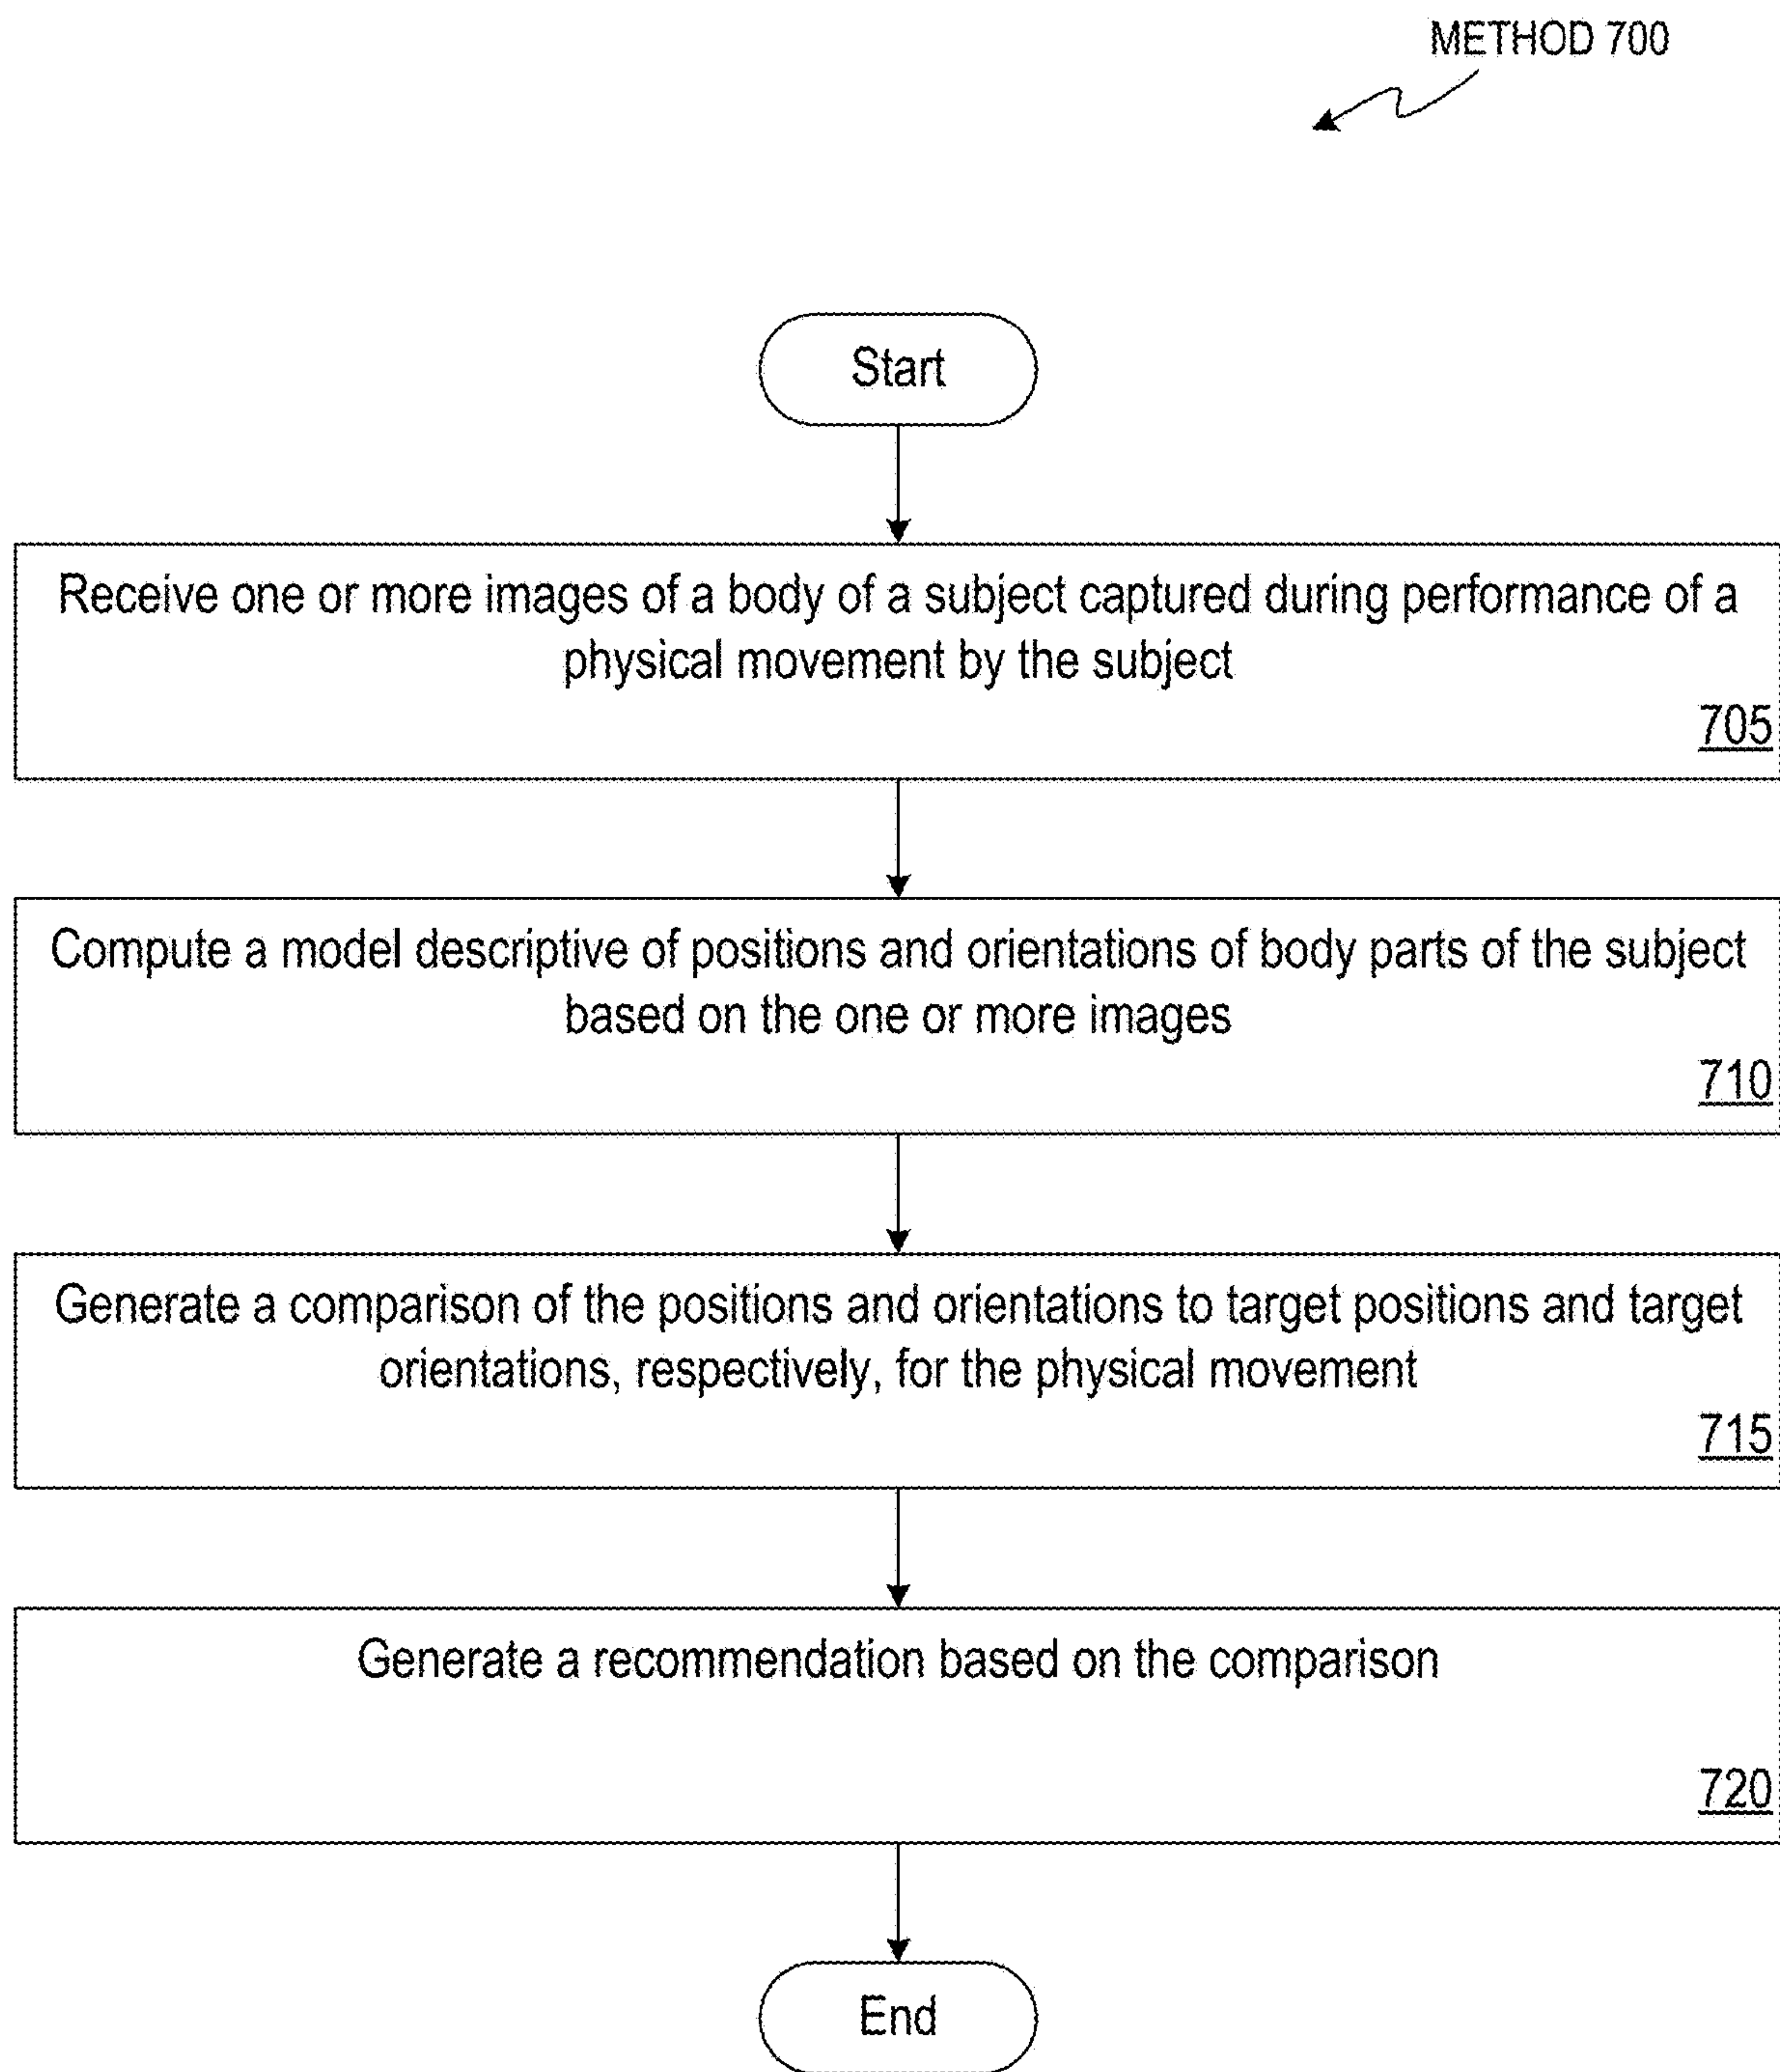 METHOD 700
Start
Receive one or more images of a body of a subject captured during performance of a
physical movement by the subject
705
Compute a model descriptive of positions and orientations of body parts of the subject
based on the one or more images
710
Generate a comparison of the positions and orientations to target positions and target
orientations, respectively, for the physical movement
715
Generate a recommendation based on the comparison
720
End